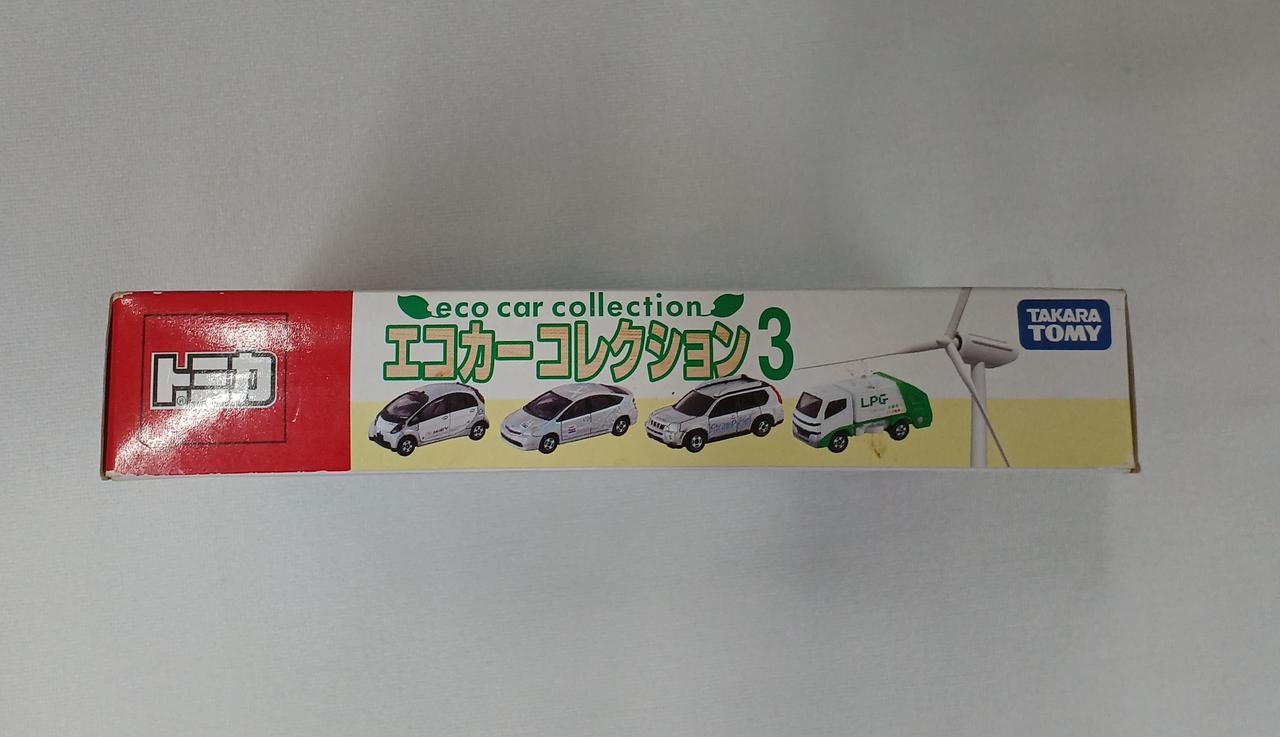 トミカ
eco car collection
エコカーコレクション3
LPG
TAKARA
TOMY